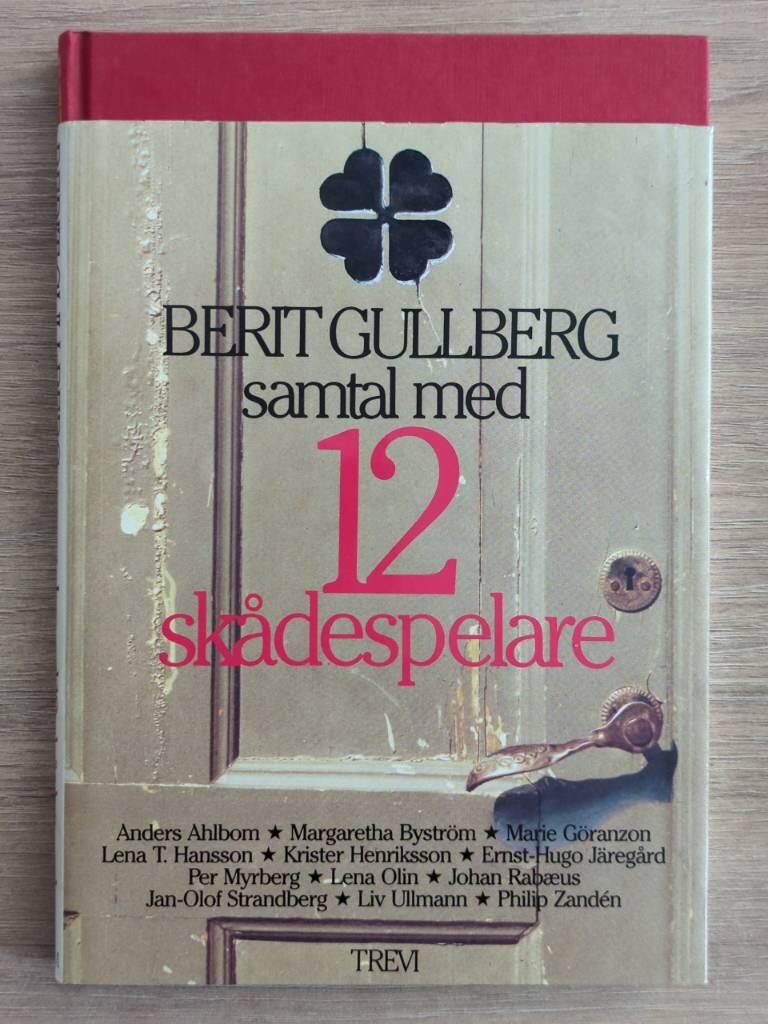 BERIT GULLBERG
samtal med
12
skådespelare
Anders Ahlbom ★ Margaretha Byström ★ Marie Göranzon
Lena T. Hansson ★ Krister Henriksson ★ Ernst-Hugo Järegård
Per Myrberg ★ Lena Olin ★ Johan Rabæus
Jan-Olof Strandberg ★ Liv Ullmann ★ Philip Zandén
TREVI